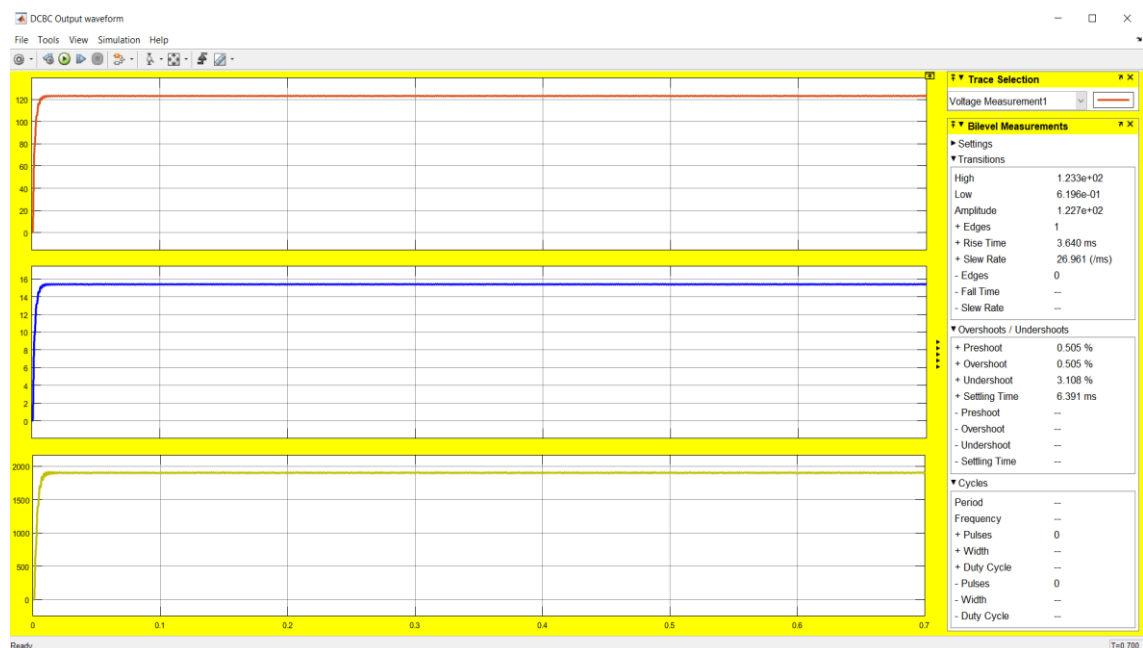 DCBC Output waveform
File Tools View Simulation Help
120
100
80
60
40
20
0
16
14
12
10
8
6
4
2
0
2000
1500
1000
500
0
0 0.1 0.2 0.3 0.4 0.5 0.6 0.7
Trace Selection
Voltage Measurement1
Bilevel Measurements
Settings
Transitions
High 1.233e+02
Low 6.196e-01
Amplitude 1.227e+02
+ Edges 1
+ Rise Time 3.640 ms
+ Slew Rate 26.961 (/ms)
- Edges 0
- Fall Time --
- Slew Rate --
Overshoots / Undershoots
+ Preshoot 0.505 %
+ Overshoot 0.505 %
+ Undershoot 3.108 %
+ Settling Time 6.391 ms
- Preshoot --
- Overshoot --
- Undershoot --
- Settling Time --
Cycles
Period --
Frequency --
+ Pulses 0
+ Width --
+ Duty Cycle --
- Pulses 0
- Width --
- Duty Cycle --
Ready T=0.700